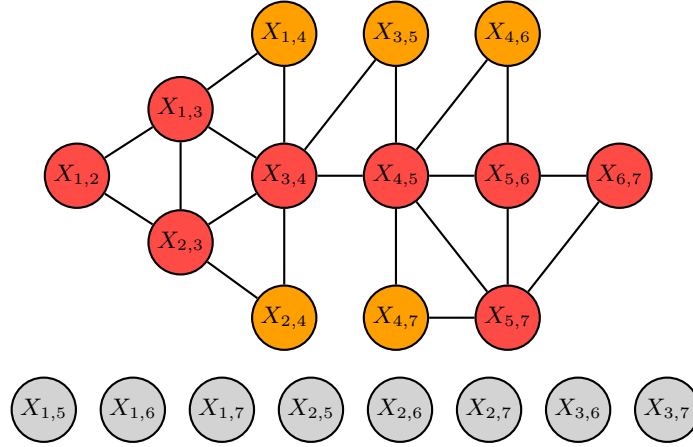 X1,4 X3,5 X4,6
X1,3
X1,2 X3,4 X4,5 X5,6 X6,7
X2,3
X2,4 X4,7 X5,7
X1,5 X1,6 X1,7 X2,5 X2,6 X2,7 X3,6 X3,7